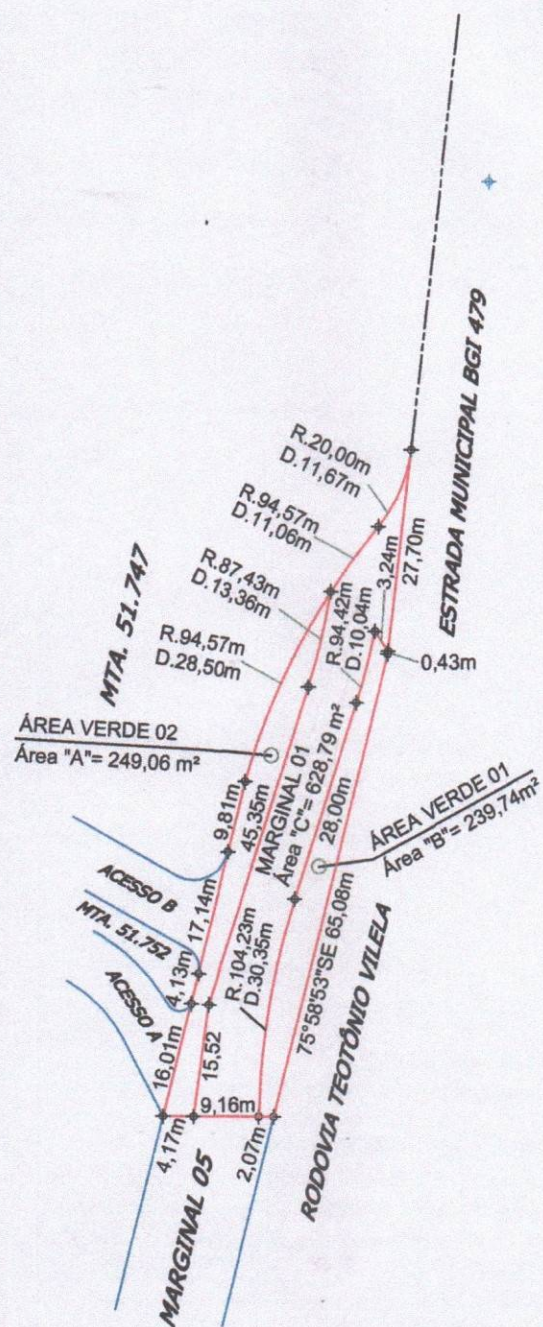 ESTRADA MUNICIPAL BGI 479
R.20,00m
D.11,67m
R.94,57m
D.11,06m
R.87,43m
D.13,36m
R.94,57m
D.28,50m
MTA. 51.747
3,24m
27,70m
R.94,42m
D.10,04m
0,43m
ÁREA VERDE 02
Área "A"= 249,06 m²
MARGINAL 01
Área "C"= 628,79 m²
ÁREA VERDE 01
Área "B"= 239,74m²
9,81m
45,35m
28,00m
ACESSO B
17,14m
MTA. 51.752
4,13m
R.104,23m
D.30,35m
75°58'53"SE 65,08m
RODOVIA TEOTÔNIO VILELA
ACESSO A
16,01m
15,52
9,16m
4,17m
2,07m
MARGINAL 05